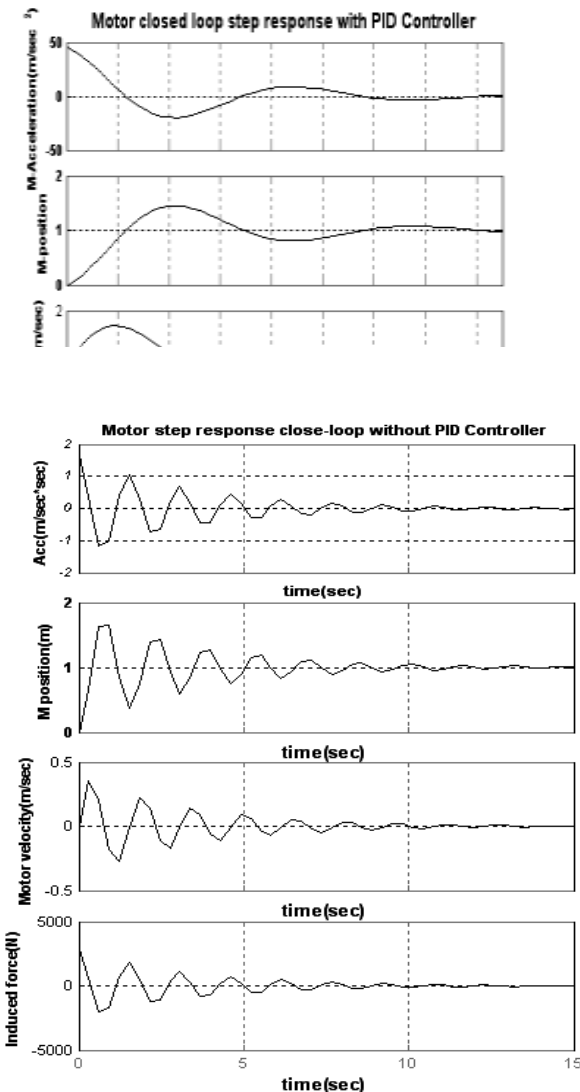 Motor closed loop step response with PID Controller
M-Acceleration(m/sec²)
50
0
-50
M-position
2
1
0
m/sec)
2
Motor step response close-loop without PID Controller
Acc(m/sec*sec)
2
1
0
-1
-2
time(sec)
M position(m)
2
1
0
time(sec)
Motor velocity(m/sec)
0.5
0
-0.5
time(sec)
Induced force(N)
5000
0
-5000
0 5 10 15
time(sec)